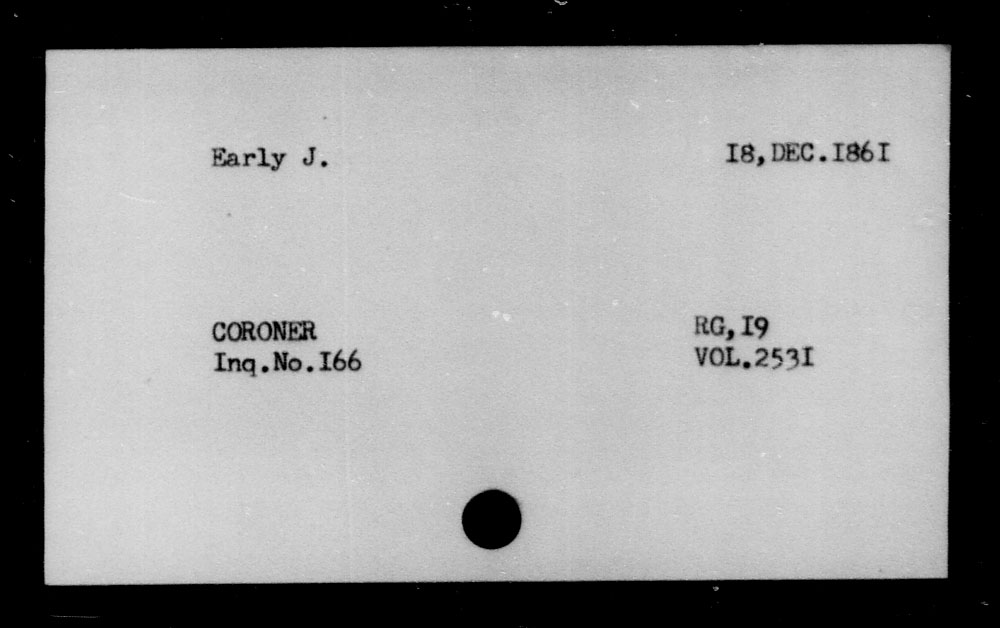 Early J.
I8,DEC.I86I
CORONER
Inq.No.I66
RG,I9
VOL.253I